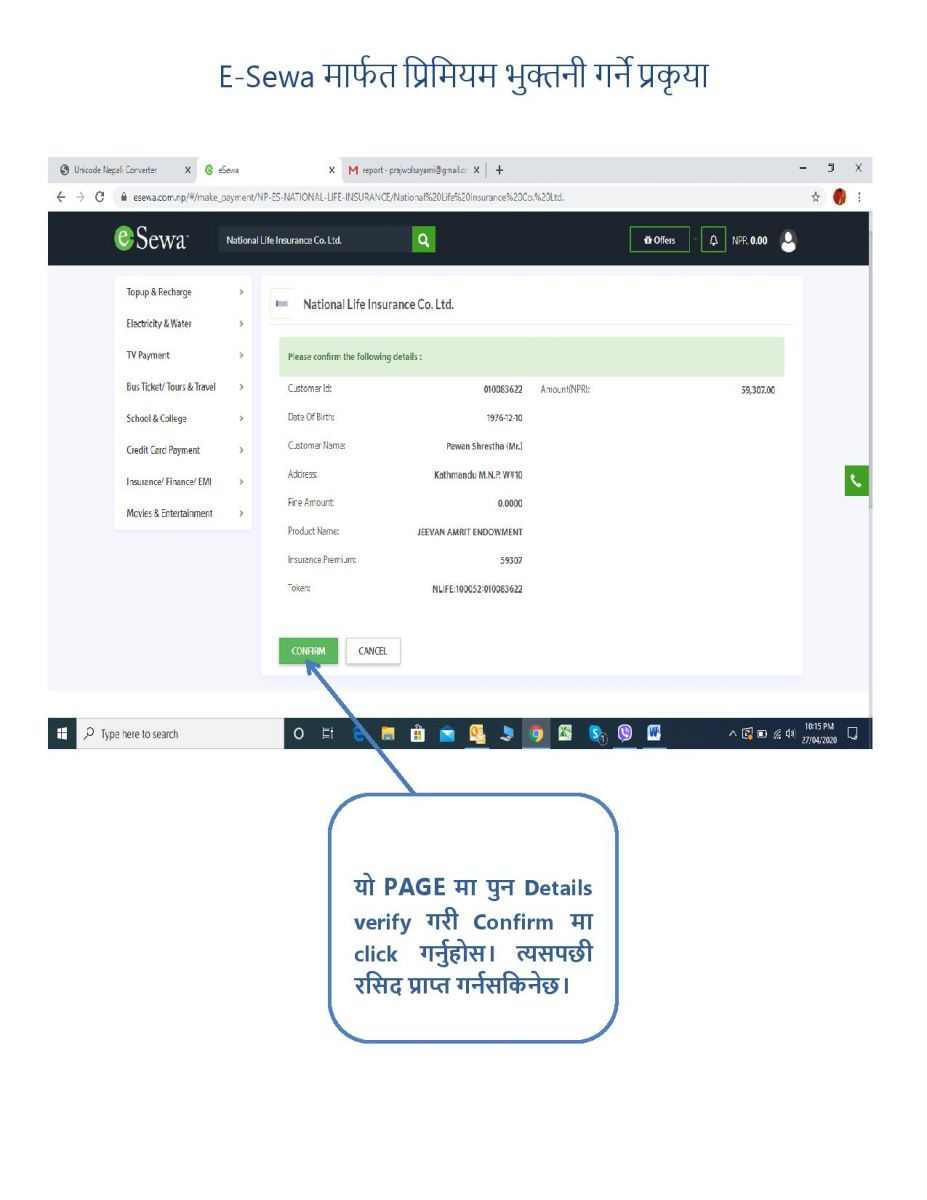 E-Sewa मार्फत प्रिमियम भुक्तनी गर्ने प्रकृया
Unicode Nepali Converter X eSewa X report - prajwolsayami@gmail.c X +
esewa.com.np/#/make_payment/NP-ES-NATIONAL-LIFE-INSURANCE/National%20Life%20Insurance%20Co.%20Ltd.
eSewa National Life Insurance Co. Ltd. Offers NPR. 0.00
Topup & Recharge
Electricity & Water
TV Payment
Bus Ticket/ Tours & Travel
School & College
Credit Card Payment
Insurance/ Finance/ EMI
Movies & Entertainment
National Life Insurance Co. Ltd.
Please confirm the following details :
Customer Id: 010083622 Amount(NPR): 59,307.00
Date Of Birth: 1976-12-10
Customer Name: Pawan Shrestha (Mr.)
Address: Kathmandu M.N.P. W#10
Fine Amount: 0.0000
Product Name: JEEVAN AMRIT ENDOWMENT
Insurance Premium: 59307
Token: NLIFE:100052:010083622
CONFIRM CANCEL
Type here to search
10:15 PM
27/04/2020
यो PAGE मा पुन Details
verify गरी Confirm मा
click गर्नुहोस। त्यसपछी
रसिद प्राप्त गर्नसकिनेछ।